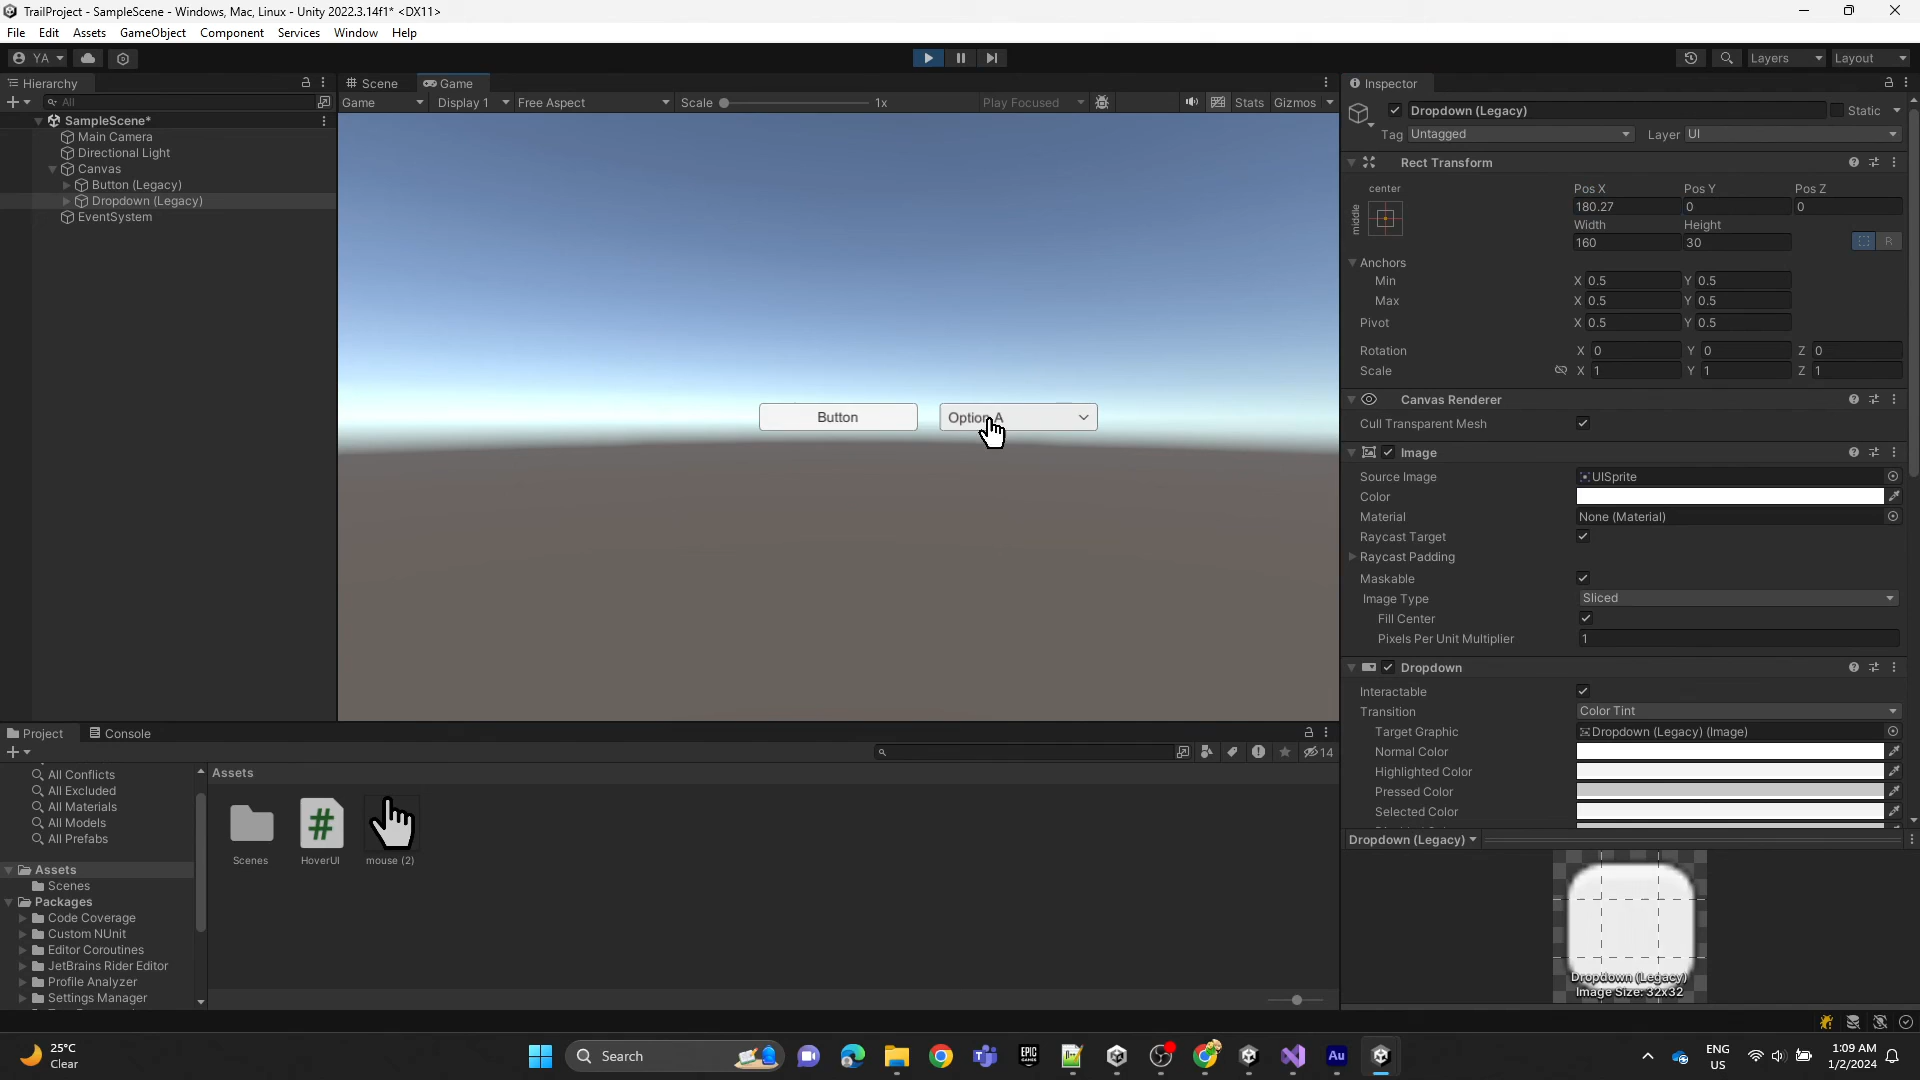 TrailProject - SampleScene - Windows, Mac, Linux - Unity 2022.3.14f1* <DX11>
File Edit Assets GameObject Component Services Window Help
YA
Layers
Layout
Hierarchy
All
SampleScene*
Main Camera
Directional Light
Canvas
Button (Legacy)
Dropdown (Legacy)
EventSystem
Scene
Game
Game
Display 1
Free Aspect
Scale
1x
Play Focused
Stats
Gizmos
Button
Inspector
Dropdown (Legacy)
Static
Tag Untagged
Layer UI
Rect Transform
center
middle
Pos X Pos Y Pos Z
180.27 0 0
Width Height
160 30
R
Anchors
Min X 0.5 Y 0.5
Max X 0.5 Y 0.5
Pivot X 0.5 Y 0.5
Rotation X 0 Y 0 Z 0
Scale X 1 Y 1 Z 1
Canvas Renderer
Cull Transparent Mesh
Image
Source Image UISprite
Color
Material None (Material)
Raycast Target
Raycast Padding
Maskable
Image Type Sliced
Fill Center
Pixels Per Unit Multiplier 1
Dropdown
Interactable
Transition Color Tint
Target Graphic Dropdown (Legacy) (Image)
Normal Color
Highlighted Color
Pressed Color
Selected Color
Dropdown (Legacy)
Dropdown (Legacy)
Image Size: 32x32
Project
Console
14
All Conflicts
All Excluded
All Materials
All Models
All Prefabs
Assets
Scenes
Packages
Code Coverage
Custom NUnit
Editor Coroutines
JetBrains Rider Editor
Profile Analyzer
Settings Manager
Assets
Scenes
HoverUI
mouse (2)
25°C
Clear
Search
Au
EPIC
ENG
US
1:09 AM
1/2/2024